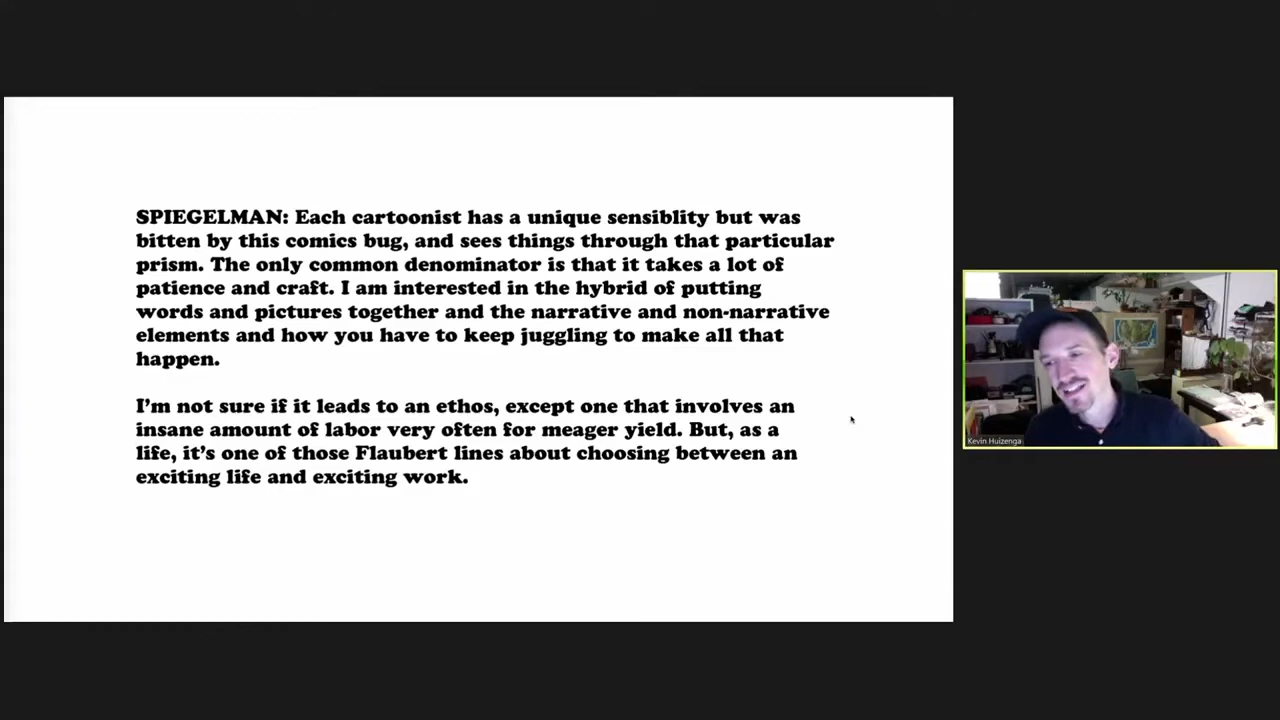 SPIEGELMAN: Each cartoonist has a unique sensiblity but was
bitten by this comics bug, and sees things through that particular
prism. The only common denominator is that it takes a lot of
patience and craft. I am interested in the hybrid of putting
words and pictures together and the narrative and non-narrative
elements and how you have to keep juggling to make all that
happen.
I'm not sure if it leads to an ethos, except one that involves an
insane amount of labor very often for meager yield. But, as a
life, it's one of those Flaubert lines about choosing between an
exciting life and exciting work.
Kevin Huizenga